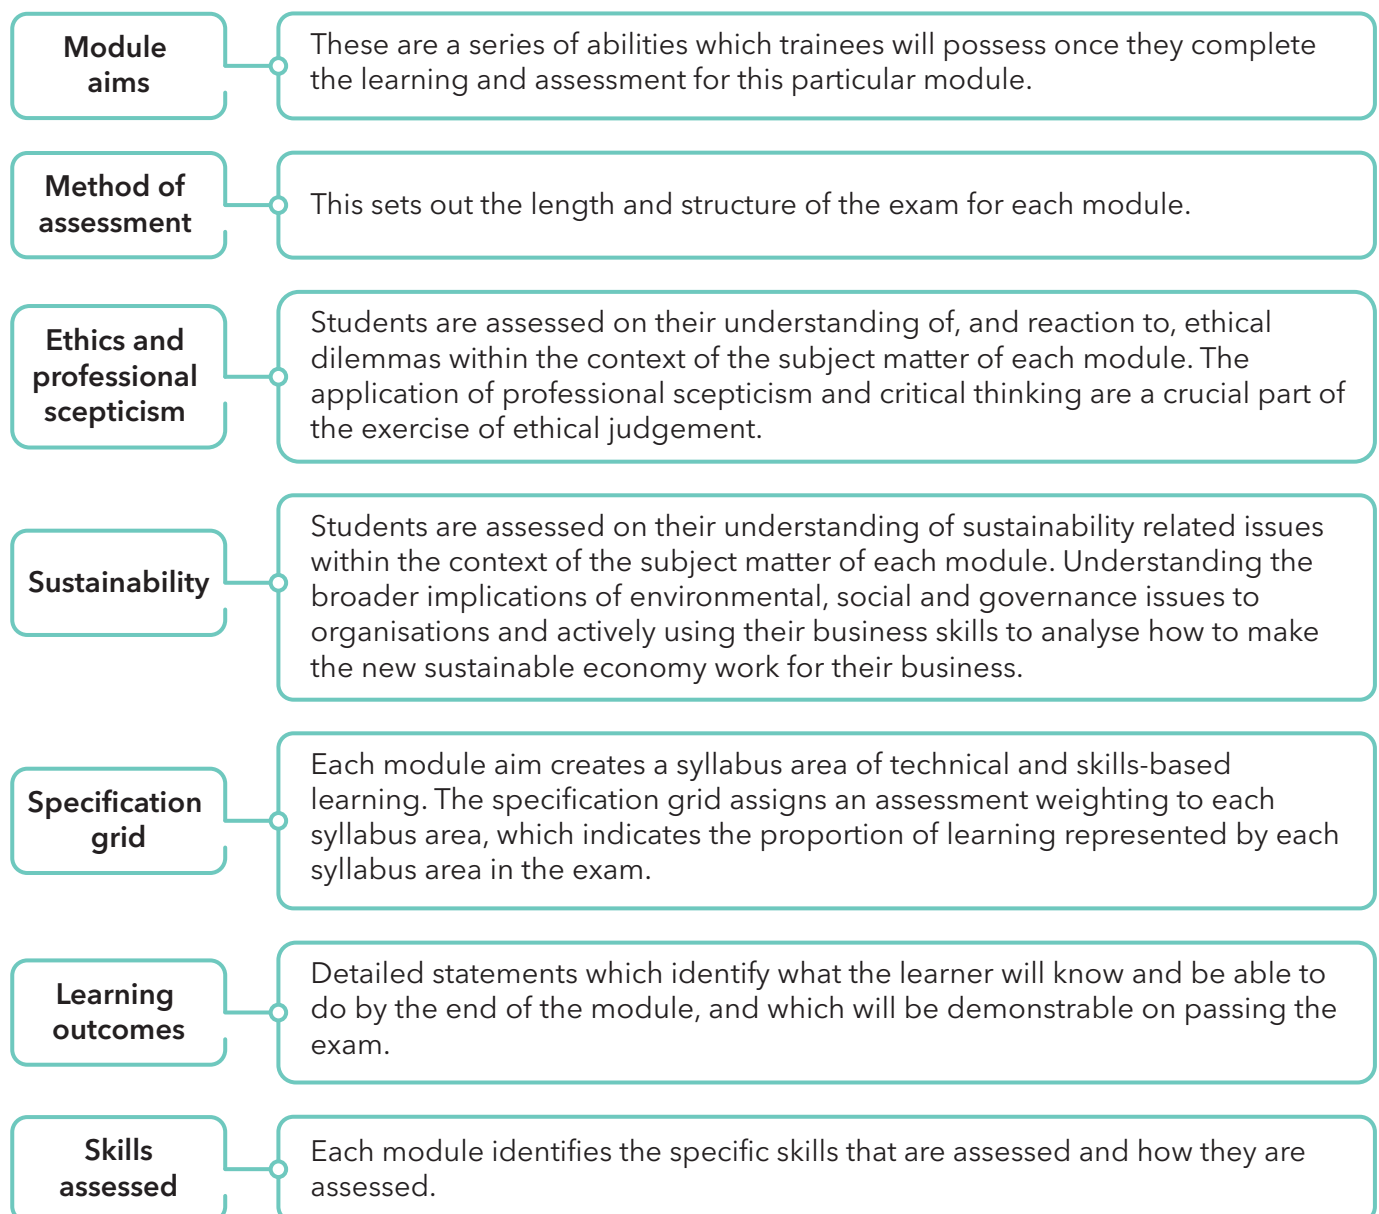 Module
aims
These are a series of abilities which trainees will possess once they complete
the learning and assessment for this particular module.
Method of
assessment
This sets out the length and structure of the exam for each module.
Ethics and
professional
scepticism
Students are assessed on their understanding of, and reaction to, ethical
dilemmas within the context of the subject matter of each module. The
application of professional scepticism and critical thinking are a crucial part of
the exercise of ethical judgement.
Sustainability
Students are assessed on their understanding of sustainability related issues
within the context of the subject matter of each module. Understanding the
broader implications of environmental, social and governance issues to
organisations and actively using their business skills to analyse how to make
the new sustainable economy work for their business.
Specification
grid
Each module aim creates a syllabus area of technical and skills-based
learning. The specification grid assigns an assessment weighting to each
syllabus area, which indicates the proportion of learning represented by each
syllabus area in the exam.
Learning
outcomes
Detailed statements which identify what the learner will know and be able to
do by the end of the module, and which will be demonstrable on passing the
exam.
Skills
assessed
Each module identifies the specific skills that are assessed and how they are
assessed.